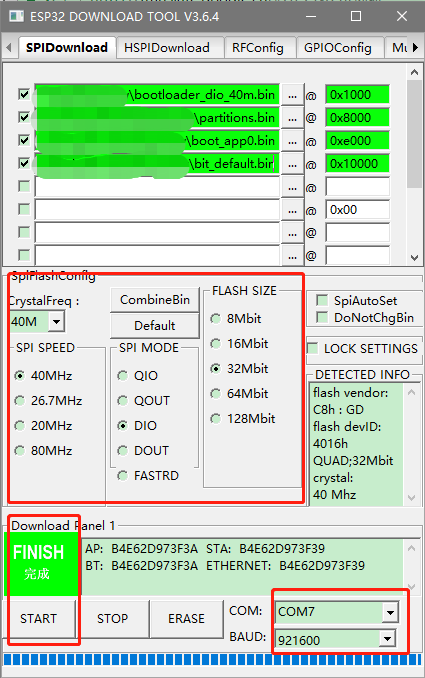 ESP32 DOWNLOAD TOOL V3.6.4
SPIDownload HSPIDownload RFConfig GPIOConfig Mu
\bootloader_dio_40m.bin ... @ 0x1000
\partitions.bin ... @ 0x8000
\boot_app0.bin ... @ 0xe000
\bit_default.bin ... @ 0x10000
... @
... @ 0x00
... @
SpiFlashConfig
CrystalFreq :
40M
CombineBin
Default
SPI SPEED
40MHz
26.7MHz
20MHz
80MHz
SPI MODE
QIO
QOUT
DIO
DOUT
FASTRD
FLASH SIZE
8Mbit
16Mbit
32Mbit
64Mbit
128Mbit
SpiAutoSet
DoNotChgBin
LOCK SETTINGS
DETECTED INFO
flash vendor:
C8h : GD
flash devID:
4016h
QUAD;32Mbit
crystal:
40 Mhz
Download Panel 1
FINISH
完成
AP: B4E62D973F3A STA: B4E62D973F39
BT: B4E62D973F3A ETHERNET: B4E62D973F39
START
STOP
ERASE
COM: COM7
BAUD: 921600